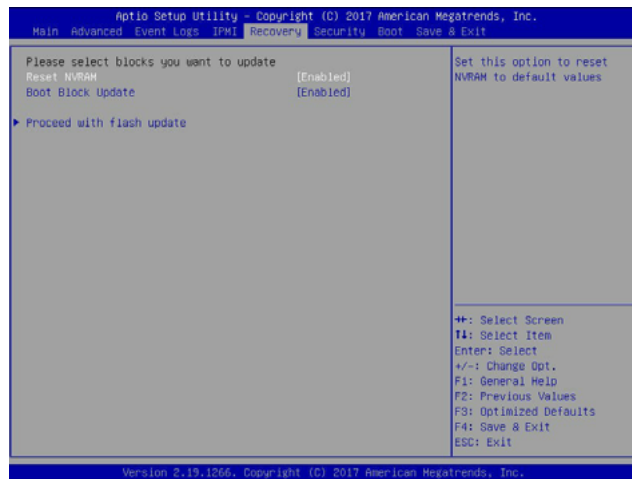 Aptio Setup Utility – Copyright (C) 2017 American Megatrends, Inc.
Main Advanced Event Logs IPMI Recovery Security Boot Save & Exit
Please select blocks you want to update
Reset NVRAM [Enabled]
Boot Block Update [Enabled]
Proceed with flash update
Set this option to reset
NVRAM to default values
↔: Select Screen
↑↓: Select Item
Enter: Select
+/-: Change Opt.
F1: General Help
F2: Previous Values
F3: Optimized Defaults
F4: Save & Exit
ESC: Exit
Version 2.19.1266. Copyright (C) 2017 American Megatrends, Inc.